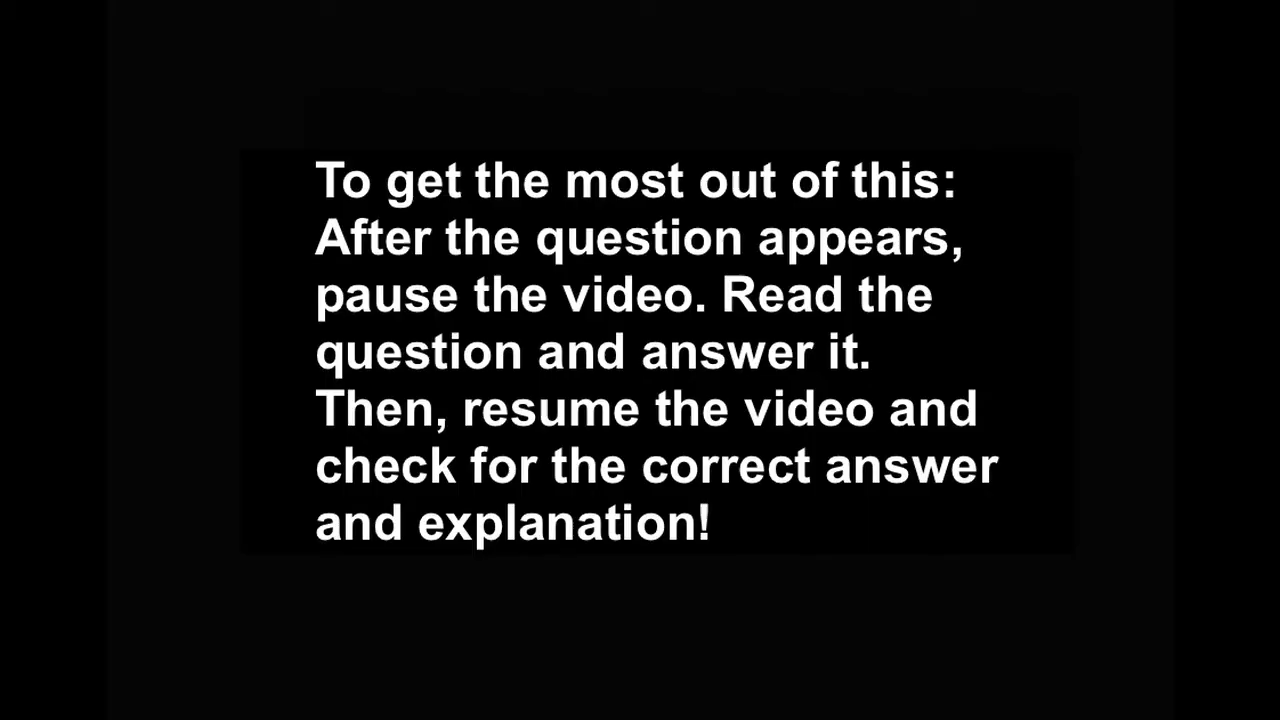 To get the most out of this:
After the question appears,
pause the video. Read the
question and answer it.
Then, resume the video and
check for the correct answer
and explanation!